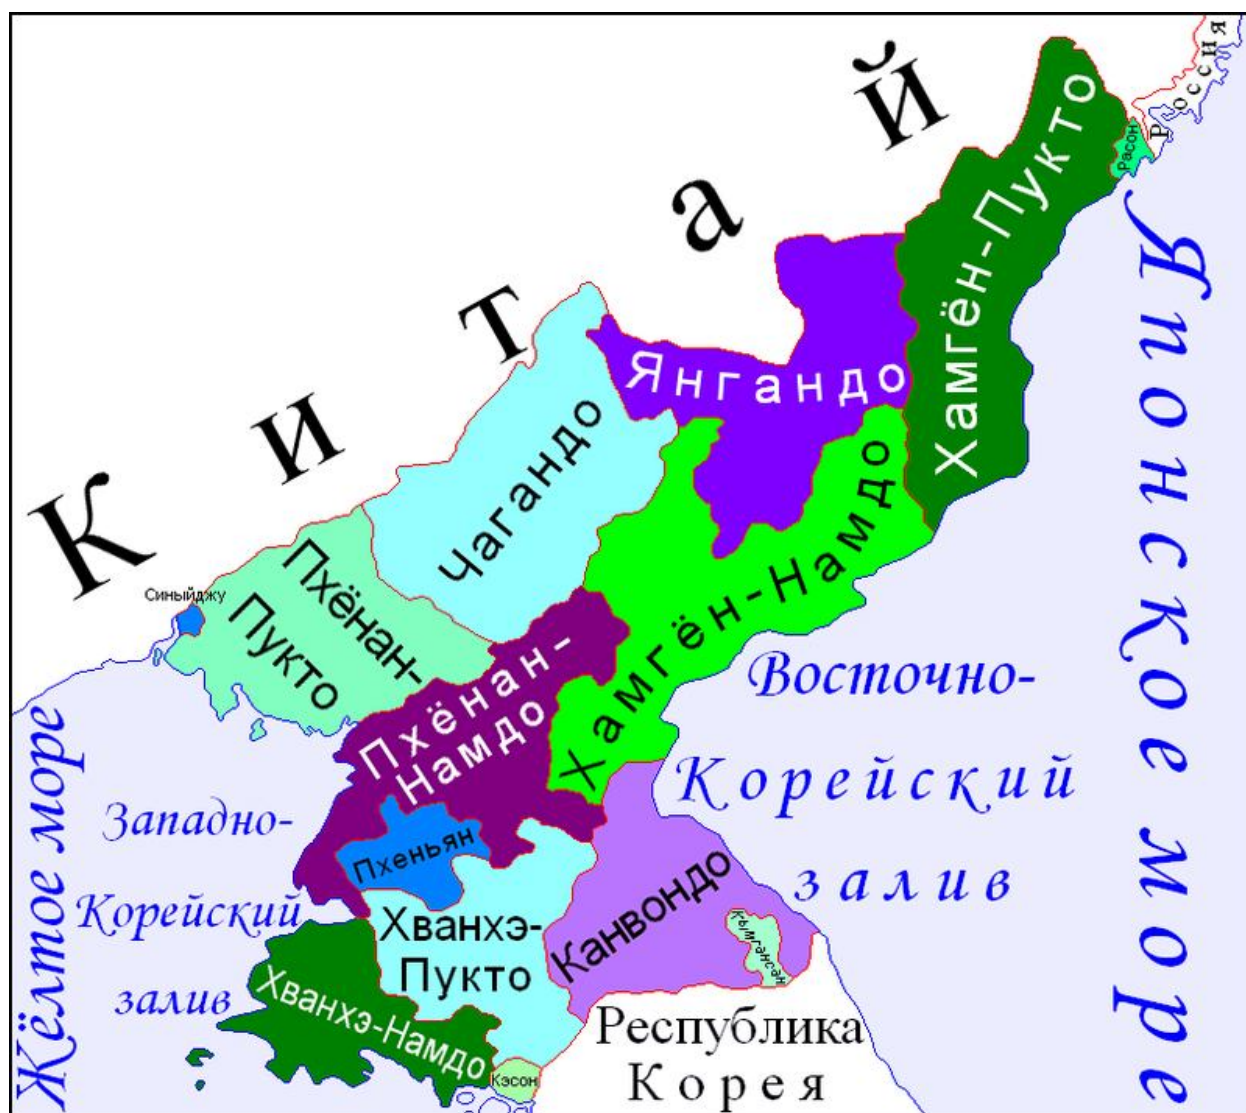 Китай
Россия
Расон
Хамгён-Пукто
Янгандо
Чагандо
Хамгён-Намдо
Синыйджу
Пхёнан-
Пукто
Пхёнан-
Намдо
Пхеньян
Хванхэ-
Пукто
Канвондо
Кымгансан
Хванхэ-Намдо
Кэсон
Республика
Корея
Японское море
Восточно-
Корейский
залив
Западно-
Корейский
залив
Жёлтое море